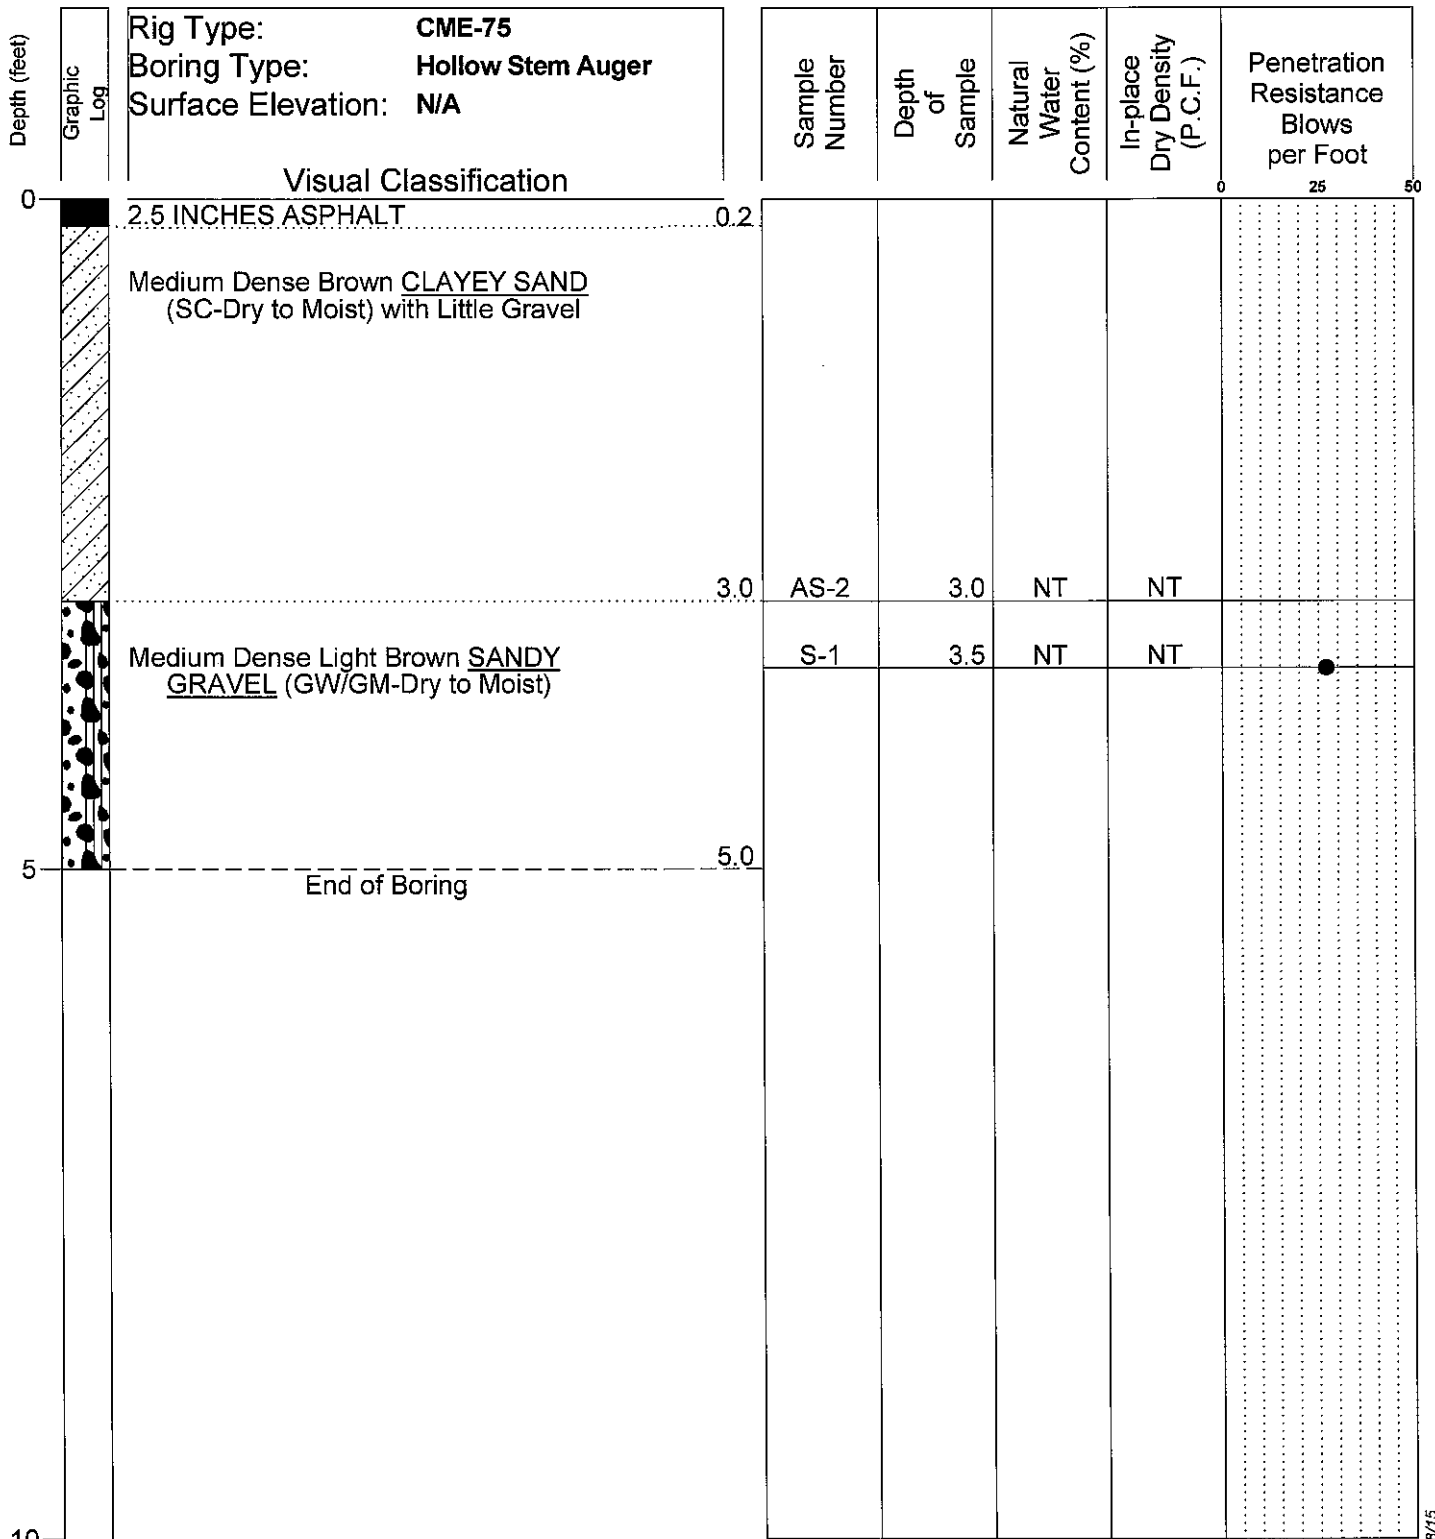 Depth (feet)
Graphic
Log
Rig Type: CME-75
Boring Type: Hollow Stem Auger
Surface Elevation: N/A
Visual Classification
Sample
Number
Depth
of
Sample
Natural
Water
Content (%)
In-place
Dry Density
(P.C.F.)
Penetration
Resistance
Blows
per Foot
0 25 50
0
2.5 INCHES ASPHALT 0.2
Medium Dense Brown CLAYEY SAND
(SC-Dry to Moist) with Little Gravel
3.0 AS-2 3.0 NT NT
Medium Dense Light Brown SANDY
GRAVEL (GW/GM-Dry to Moist)
S-1 3.5 NT NT
5 5.0
End of Boring
10